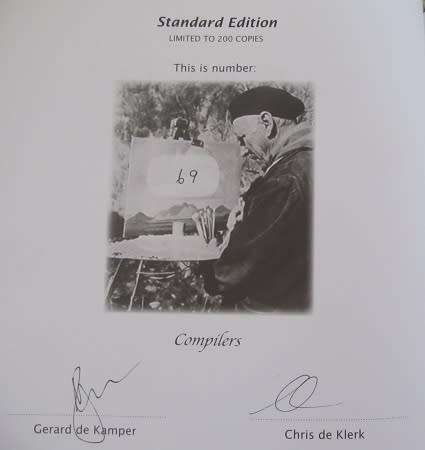 Standard Edition
LIMITED TO 200 COPIES
This is number:
69
Compilers
Gerard de Kamper
Chris de Klerk